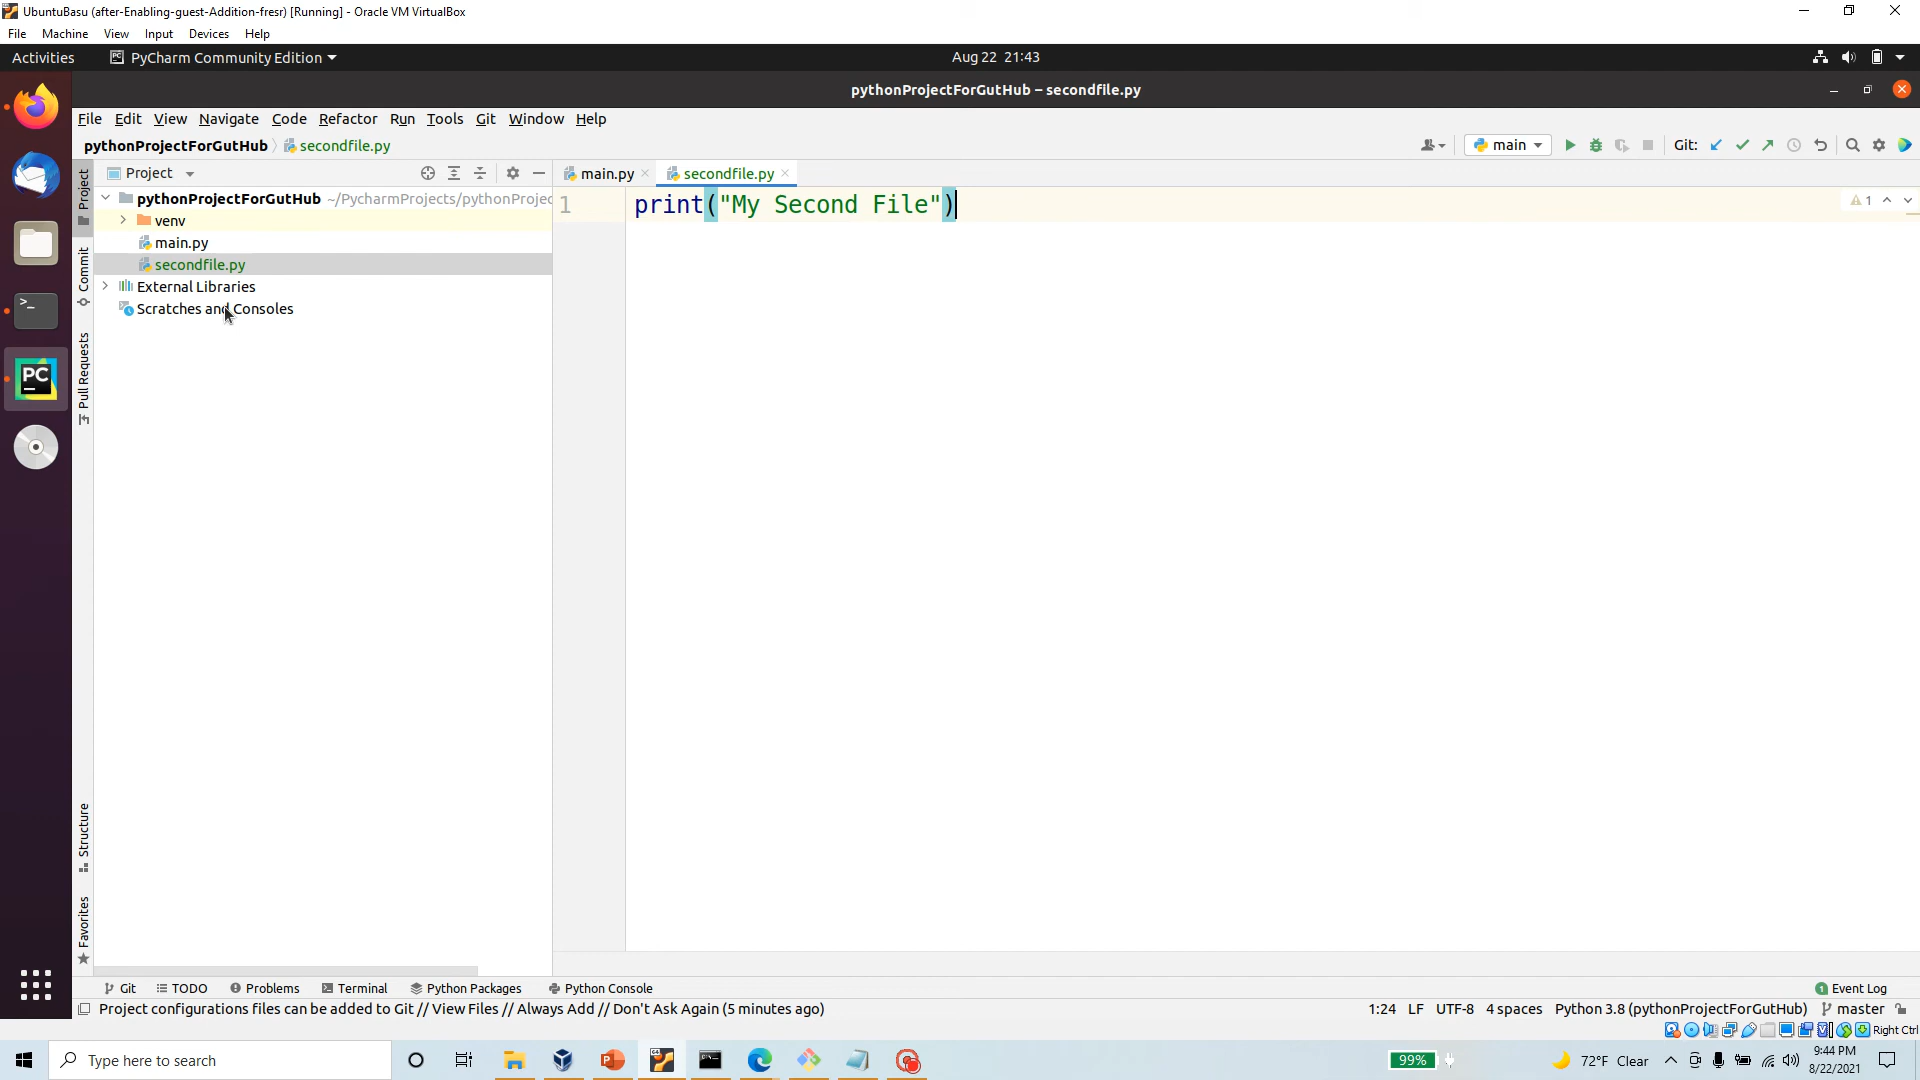 UbuntuBasu (after-Enabling-guest-Addition-fresr) [Running] - Oracle VM VirtualBox
File Machine View Input Devices Help
Activities PyCharm Community Edition Aug 22 21:43
pythonProjectForGutHub – secondfile.py
File Edit View Navigate Code Refactor Run Tools Git Window Help
pythonProjectForGutHub secondfile.py main Git:
Project main.py secondfile.py
pythonProjectForGutHub ~/PycharmProjects/pythonProjec
1 print("My Second File") 1
venv
main.py
secondfile.py
External Libraries
Scratches and Consoles
Project
Commit
Pull Requests
Structure
Favorites
>_
PC
Git TODO Problems Terminal Python Packages Python Console 1 Event Log
Project configurations files can be added to Git // View Files // Always Add // Don't Ask Again (5 minutes ago) 1:24 LF UTF-8 4 spaces Python 3.8 (pythonProjectForGutHub) master
Right Ctrl
Type here to search 99% 72°F Clear 9:44 PM
8/22/2021